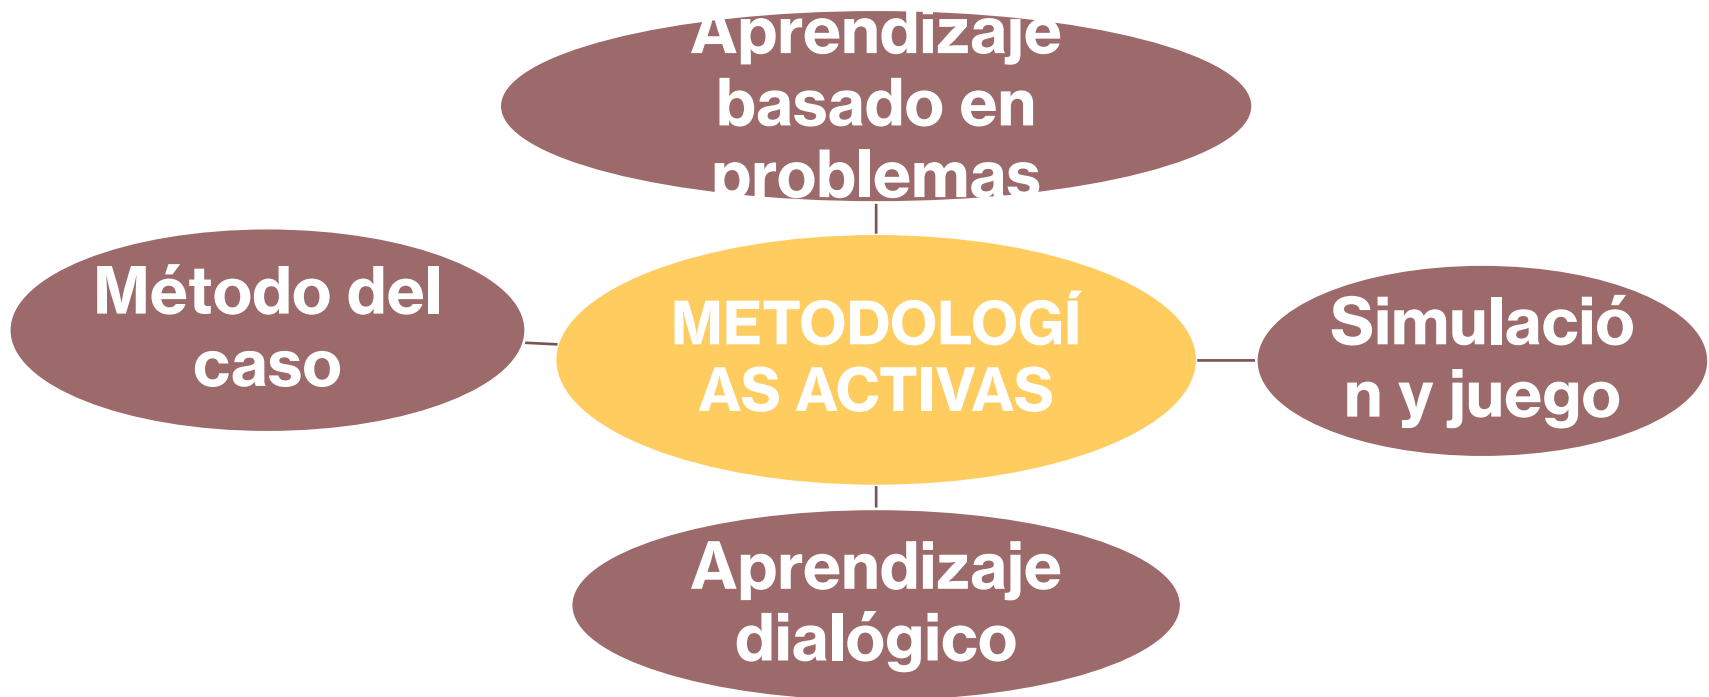 Aprendizaje
basado en
problemas
Método del
caso
METODOLOGÍ
AS ACTIVAS
Simulació
n y juego
Aprendizaje
dialógico